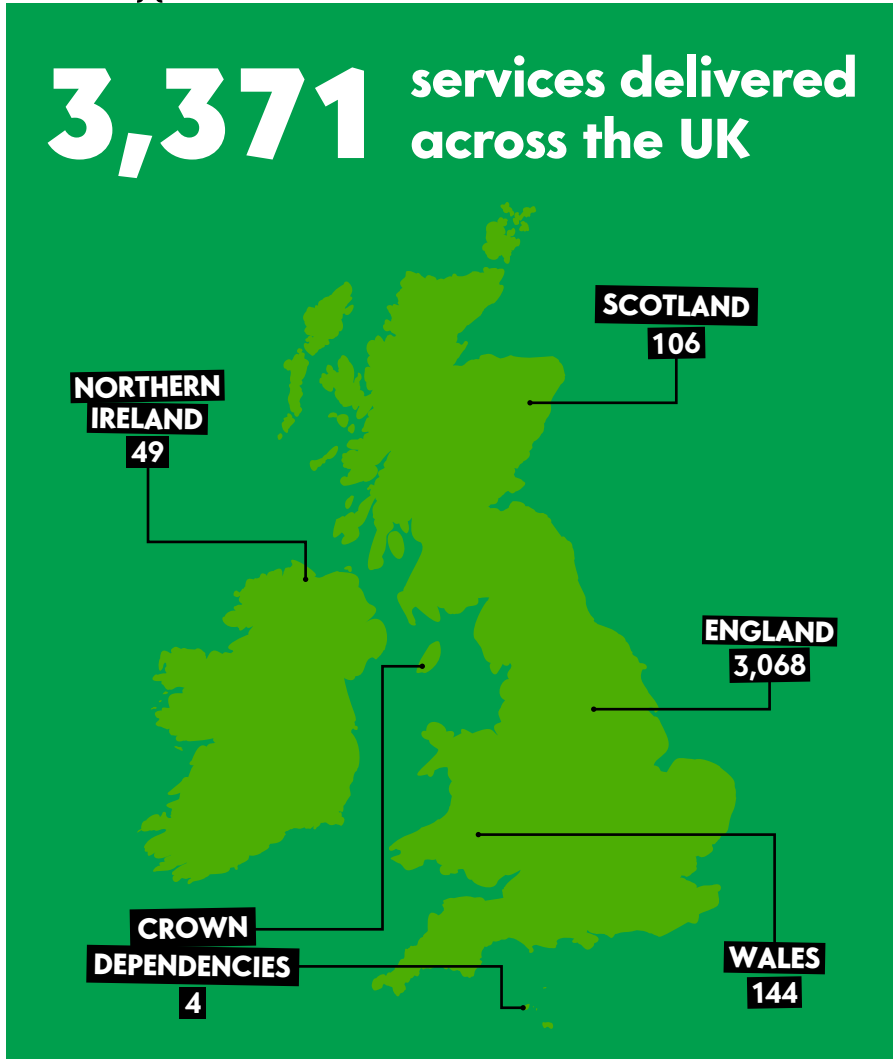 3,371
services delivered
across the UK
SCOTLAND
106
NORTHERN
IRELAND
49
ENGLAND
3,068
CROWN
DEPENDENCIES
4
WALES
144